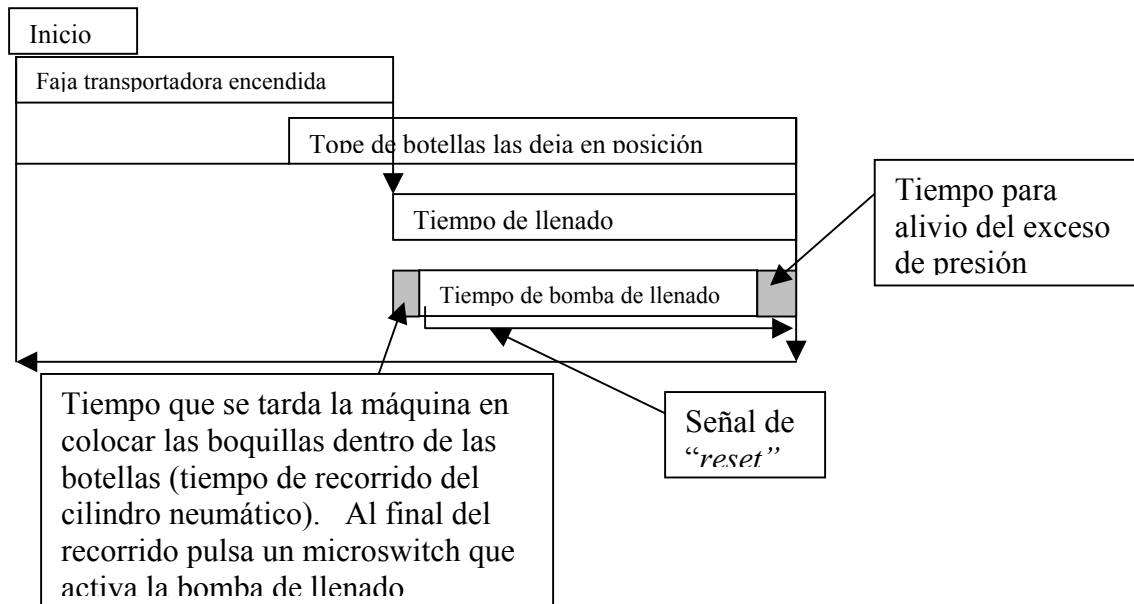 Inicio
Faja transportadora encendida
Tope de botellas las deja en posición
Tiempo de llenado
Tiempo para
alivio del exceso
de presión
Tiempo de bomba de llenado
Tiempo que se tarda la máquina en
colocar las boquillas dentro de las
botellas (tiempo de recorrido del
cilindro neumático). Al final del
recorrido pulsa un microswitch que
activa la bomba de llenado
Señal de
“reset”